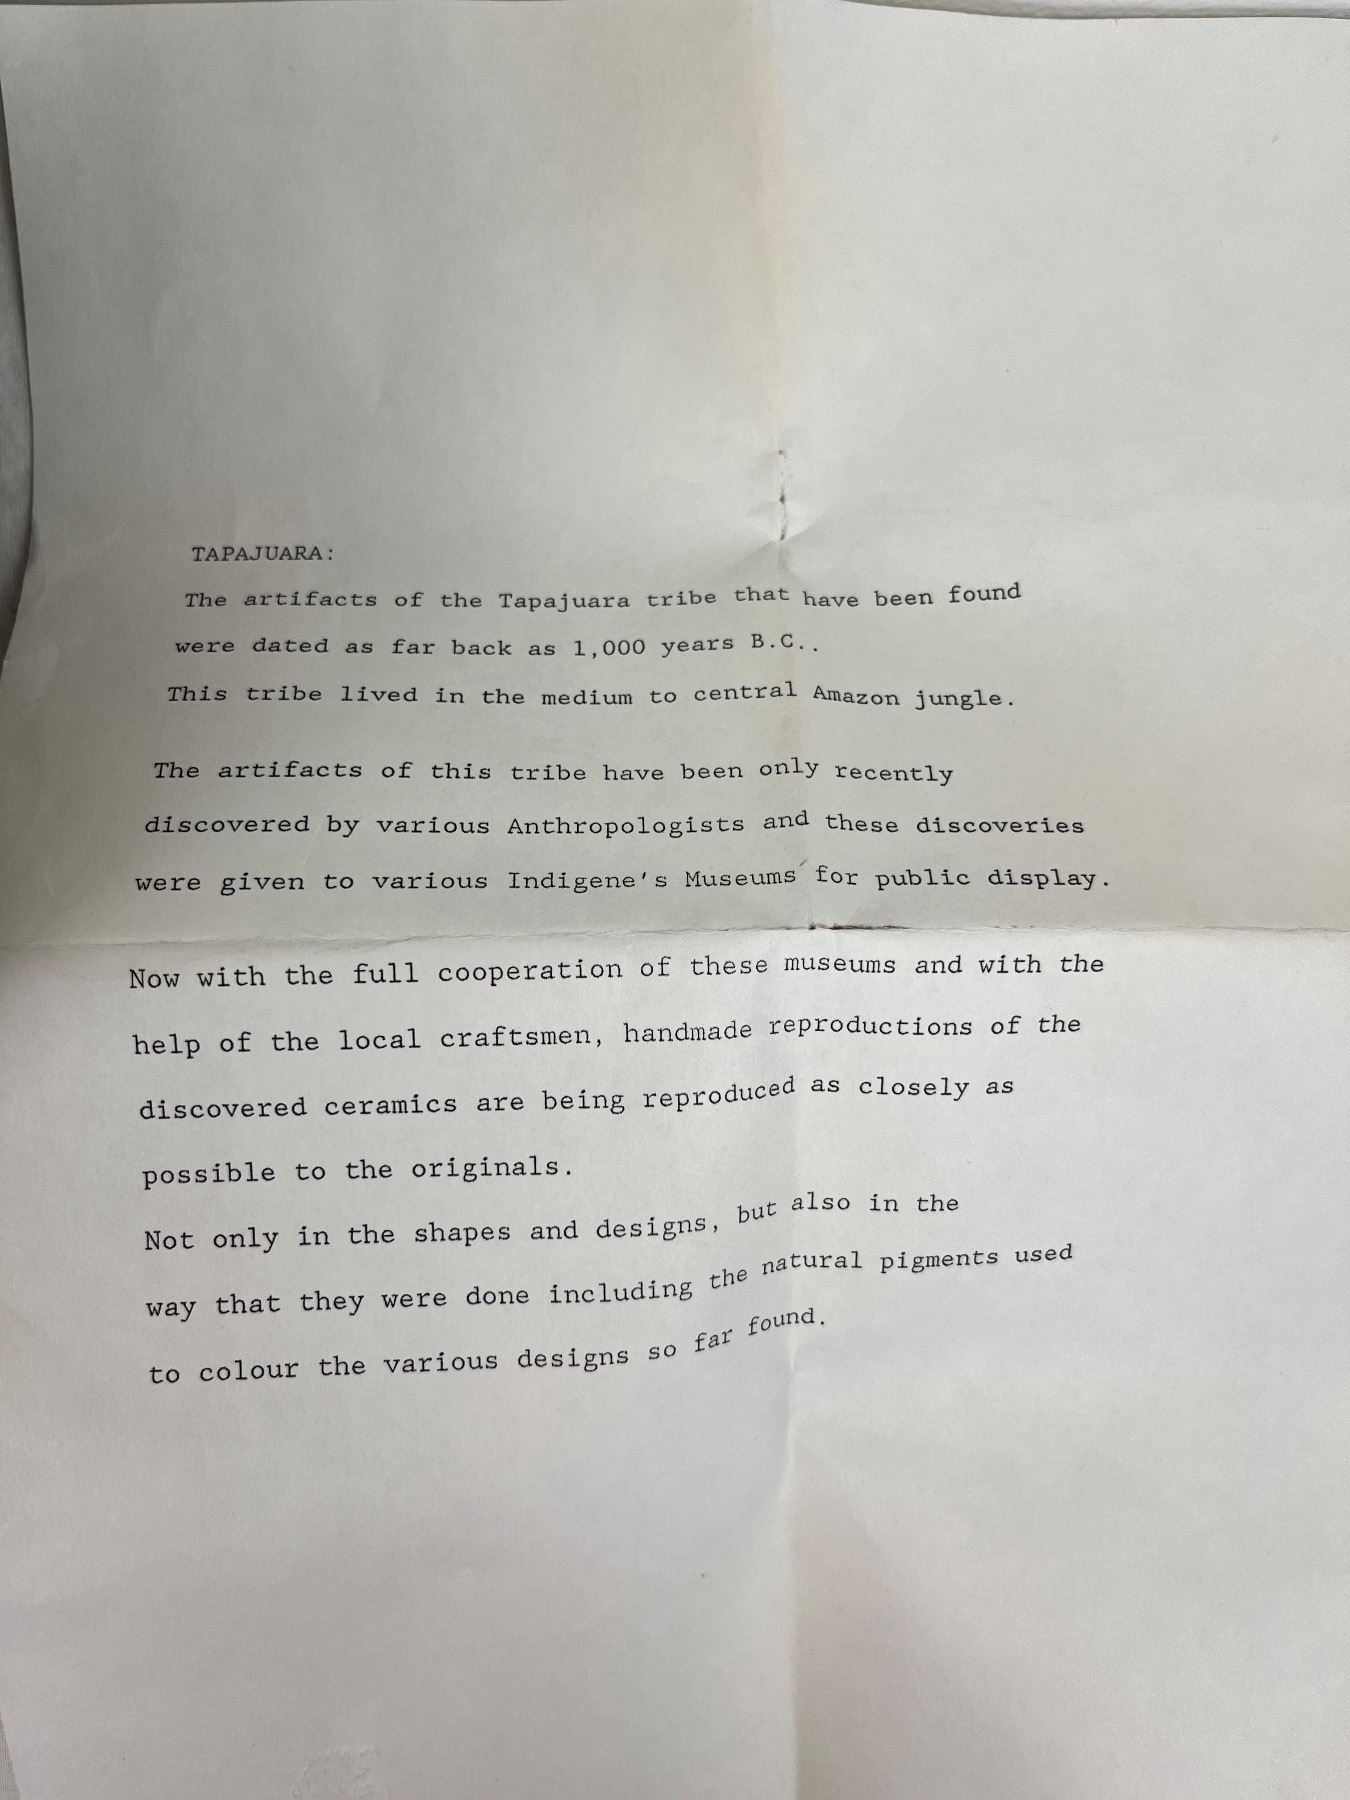 TAPAJUARA:
The artifacts of the Tapajuara tribe that have been found
were dated as far back as 1,000 years B.C..
This tribe lived in the medium to central Amazon jungle.
The artifacts of this tribe have been only recently
discovered by various Anthropologists and these discoveries
were given to various Indigene's Museums for public display.
Now with the full cooperation of these museums and with the
help of the local craftsmen, handmade reproductions of the
discovered ceramics are being reproduced as closely as
possible to the originals.
Not only in the shapes and designs, but also in the
way that they were done including the natural pigments used
to colour the various designs so far found.